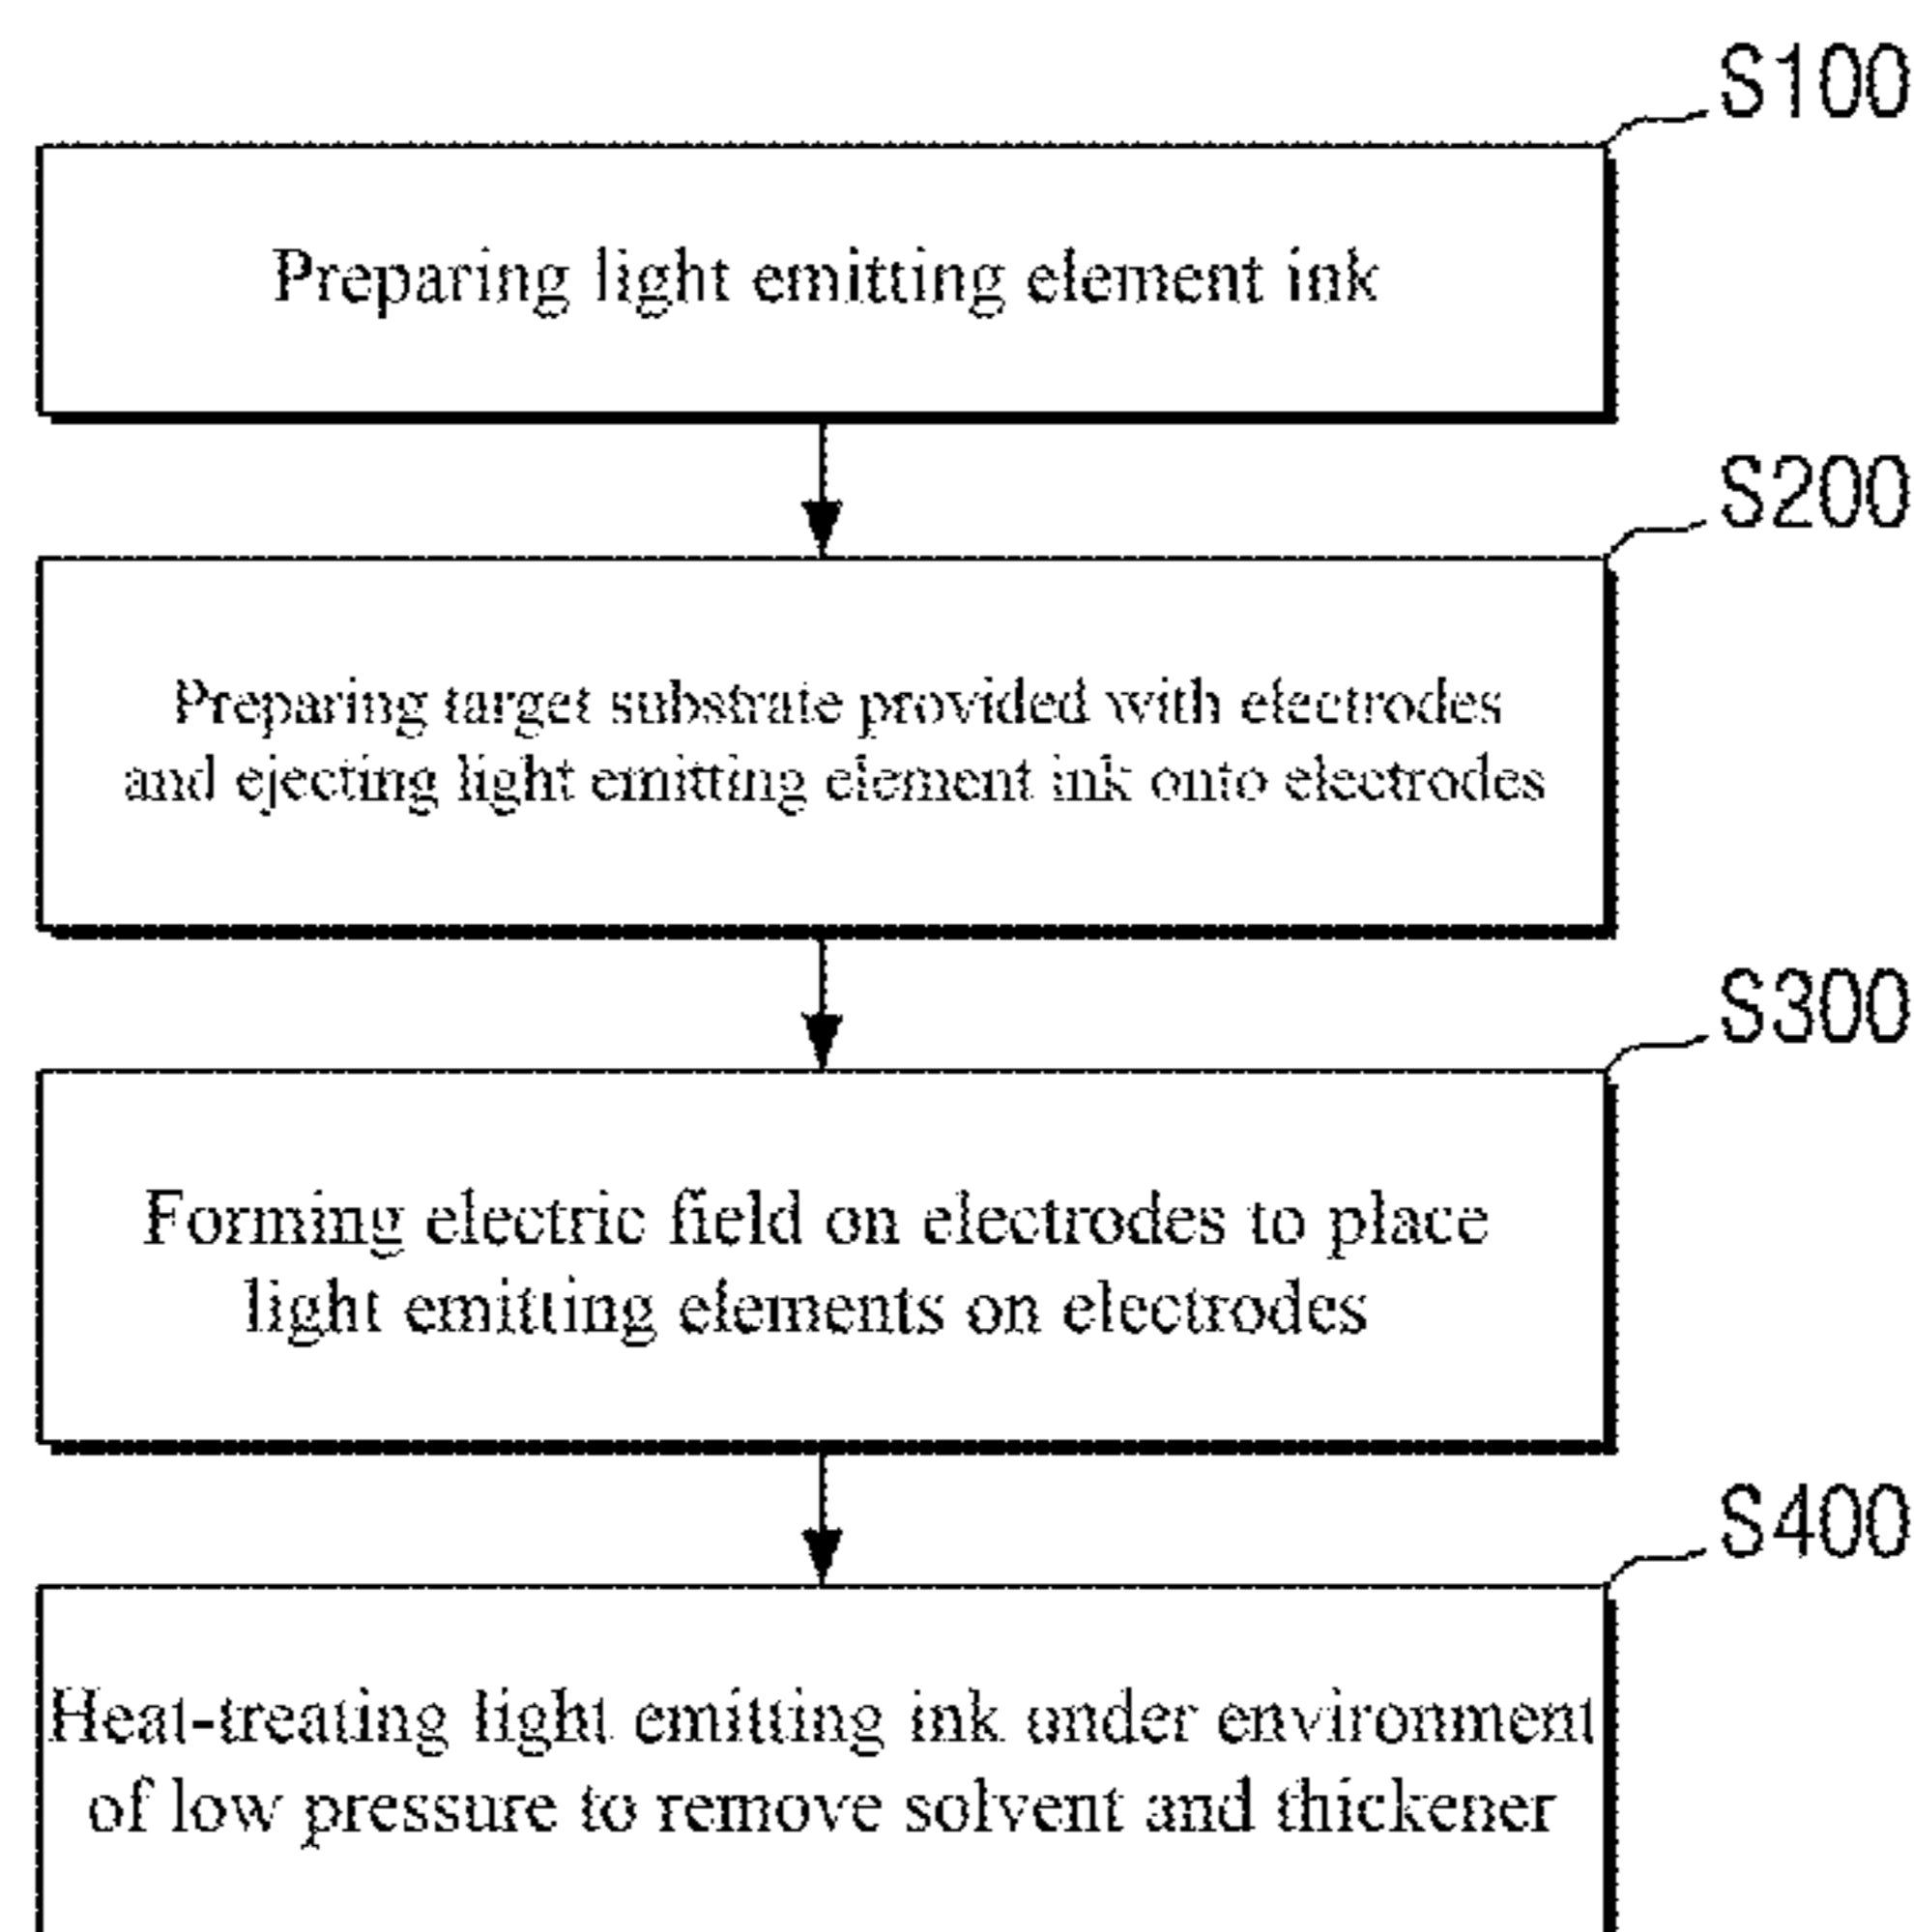 S100
Preparing light emitting element ink
S200
Preparing target substrate provided with electrodes
and ejecting light emitting element ink onto electrodes
S300
Forming electric field on electrodes to place
light emitting elements on electrodes
S400
Heat-treating light emitting ink under environment
of low pressure to remove solvent and thickener